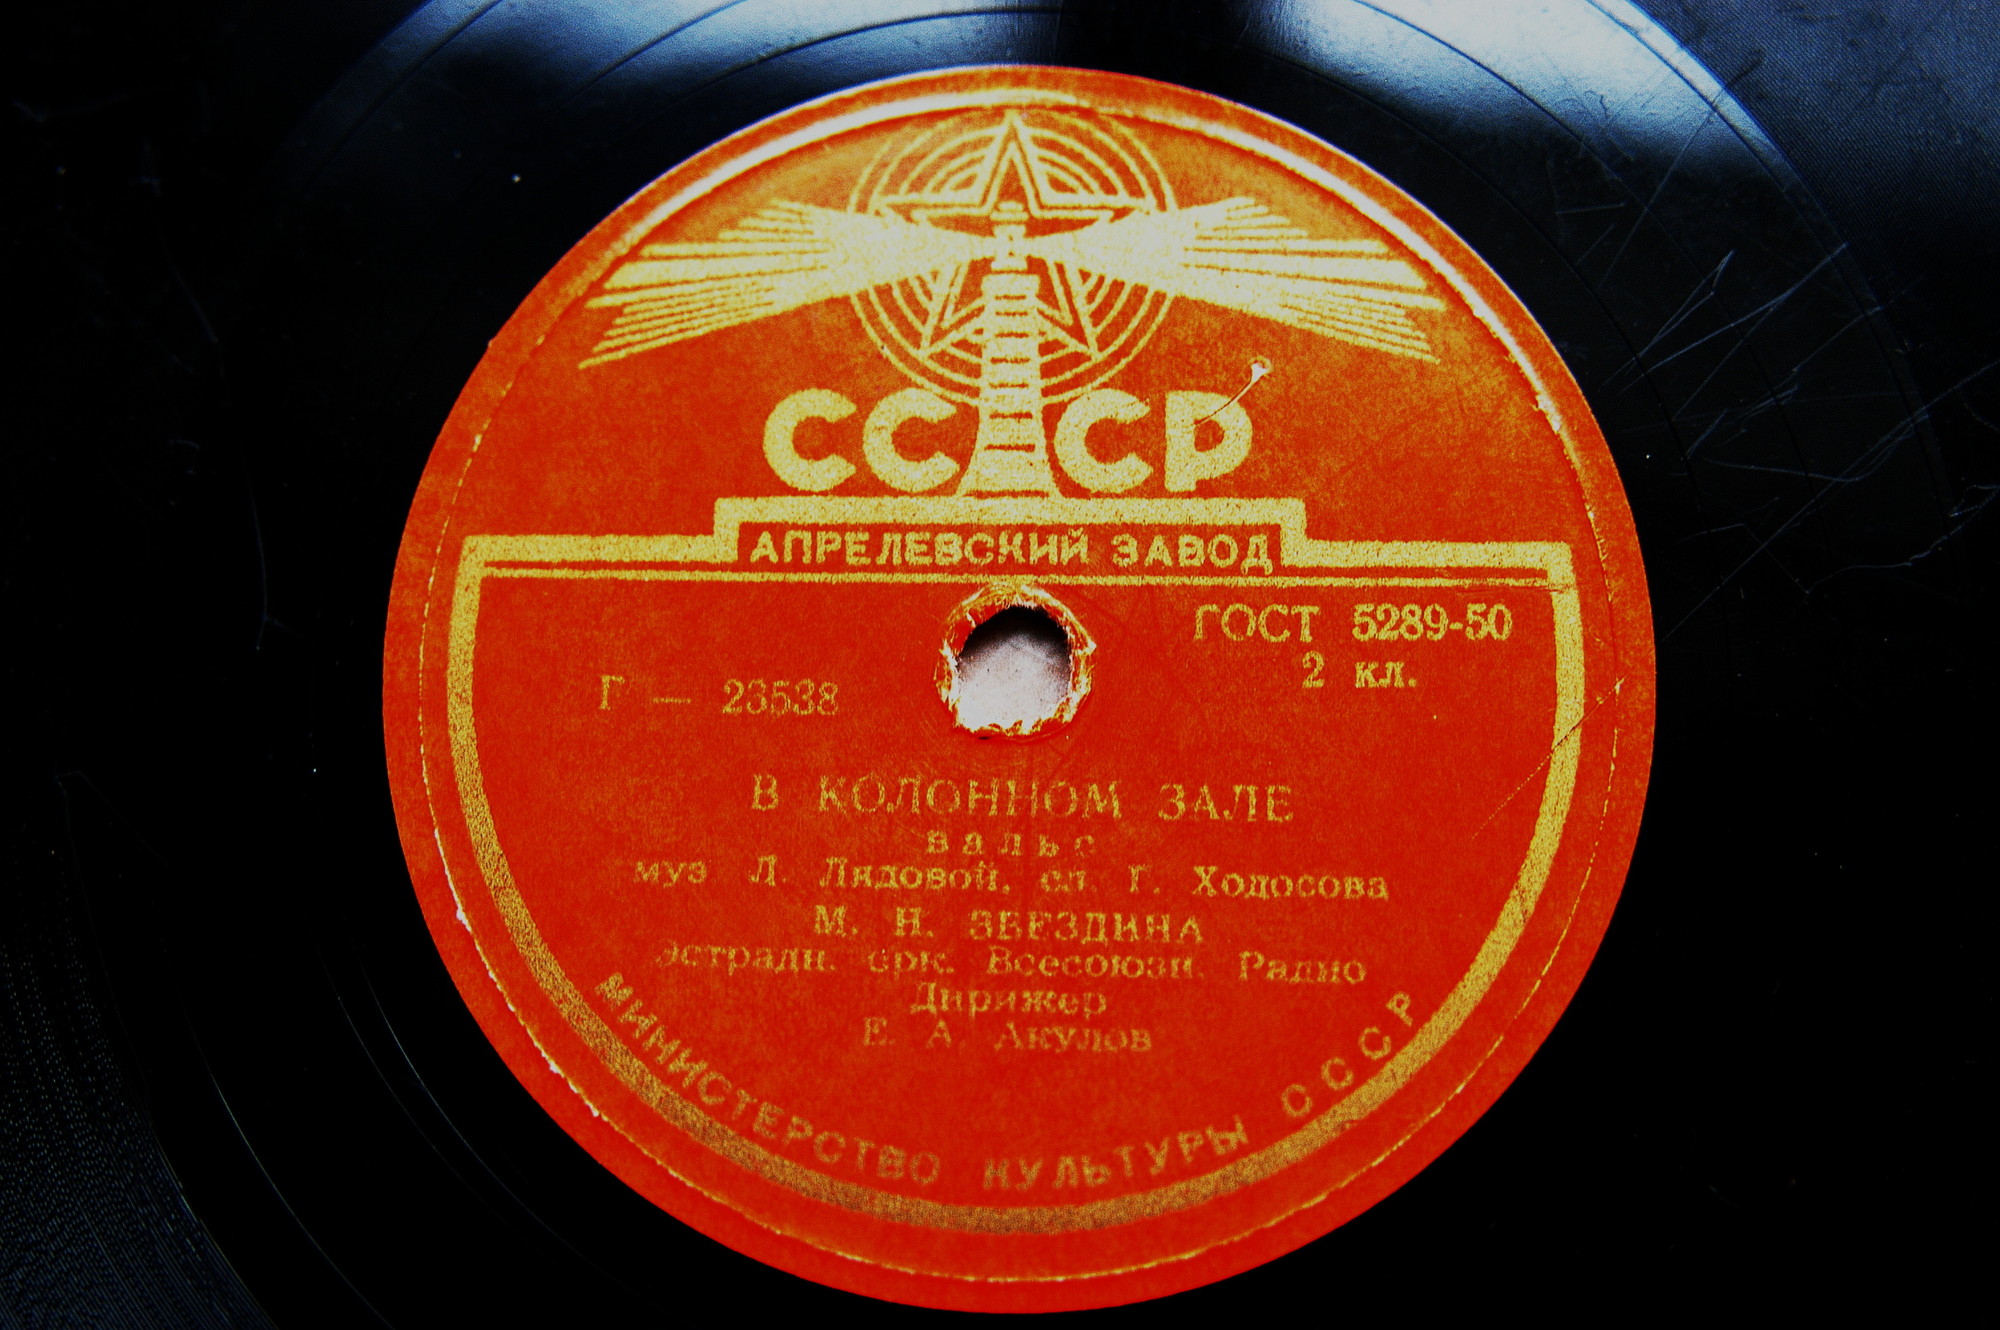 СССР
АПРЕЛЕВСКИЙ ЗАВОД
ГОСТ 5289-50
2 кл.
Г — 23538
В КОЛОННОМ ЗАЛЕ
вальс
муз Л. Лядовой, сл. Г. Ходосова
М. Н. ЗВЕЗДИНА
эстрадн. орк. Всесоюзн. Радио
Дирижер
Е. А. Акулов
МИНИСТЕРСТВО КУЛЬТУРЫ СССР